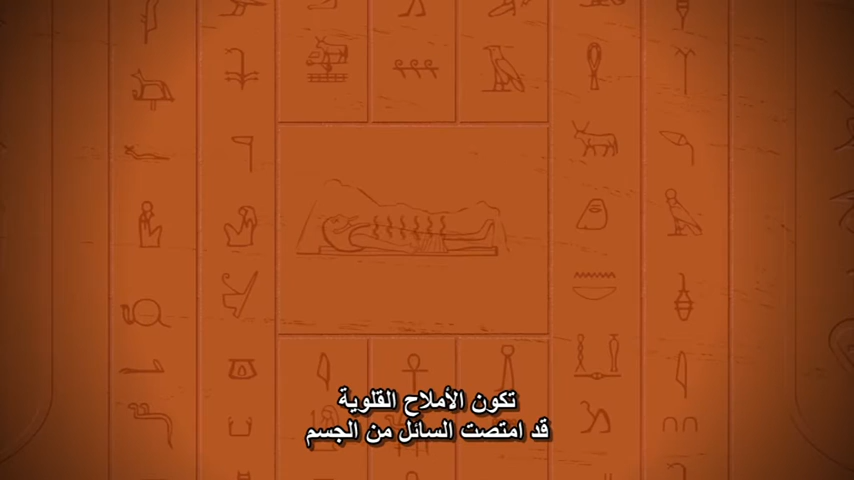 تكون الأملاح القلوية
قد امتصت السائل من الجسم